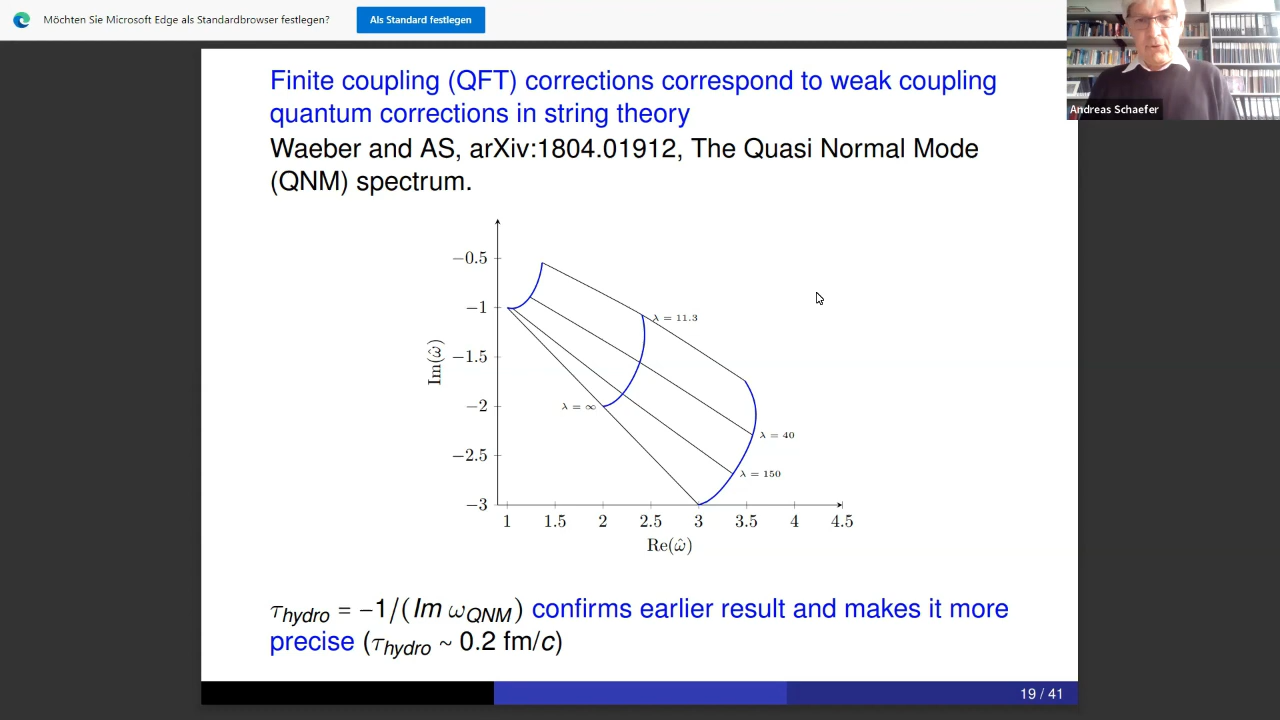 Möchten Sie Microsoft Edge als Standardbrowser festlegen?
Als Standard festlegen
Andreas Schaefer
Finite coupling (QFT) corrections correspond to weak coupling
quantum corrections in string theory
Waeber and AS, arXiv:1804.01912, The Quasi Normal Mode
(QNM) spectrum.
−0.5
−1
−1.5
−2
−2.5
−3
Im(ω̂)
λ = 11.3
λ = ∞
λ = 40
λ = 150
1 1.5 2 2.5 3 3.5 4 4.5
Re(ω̂)
τhydro = −1/(Im ωQNM) confirms earlier result and makes it more
precise (τhydro ~ 0.2 fm/c)
19 / 41